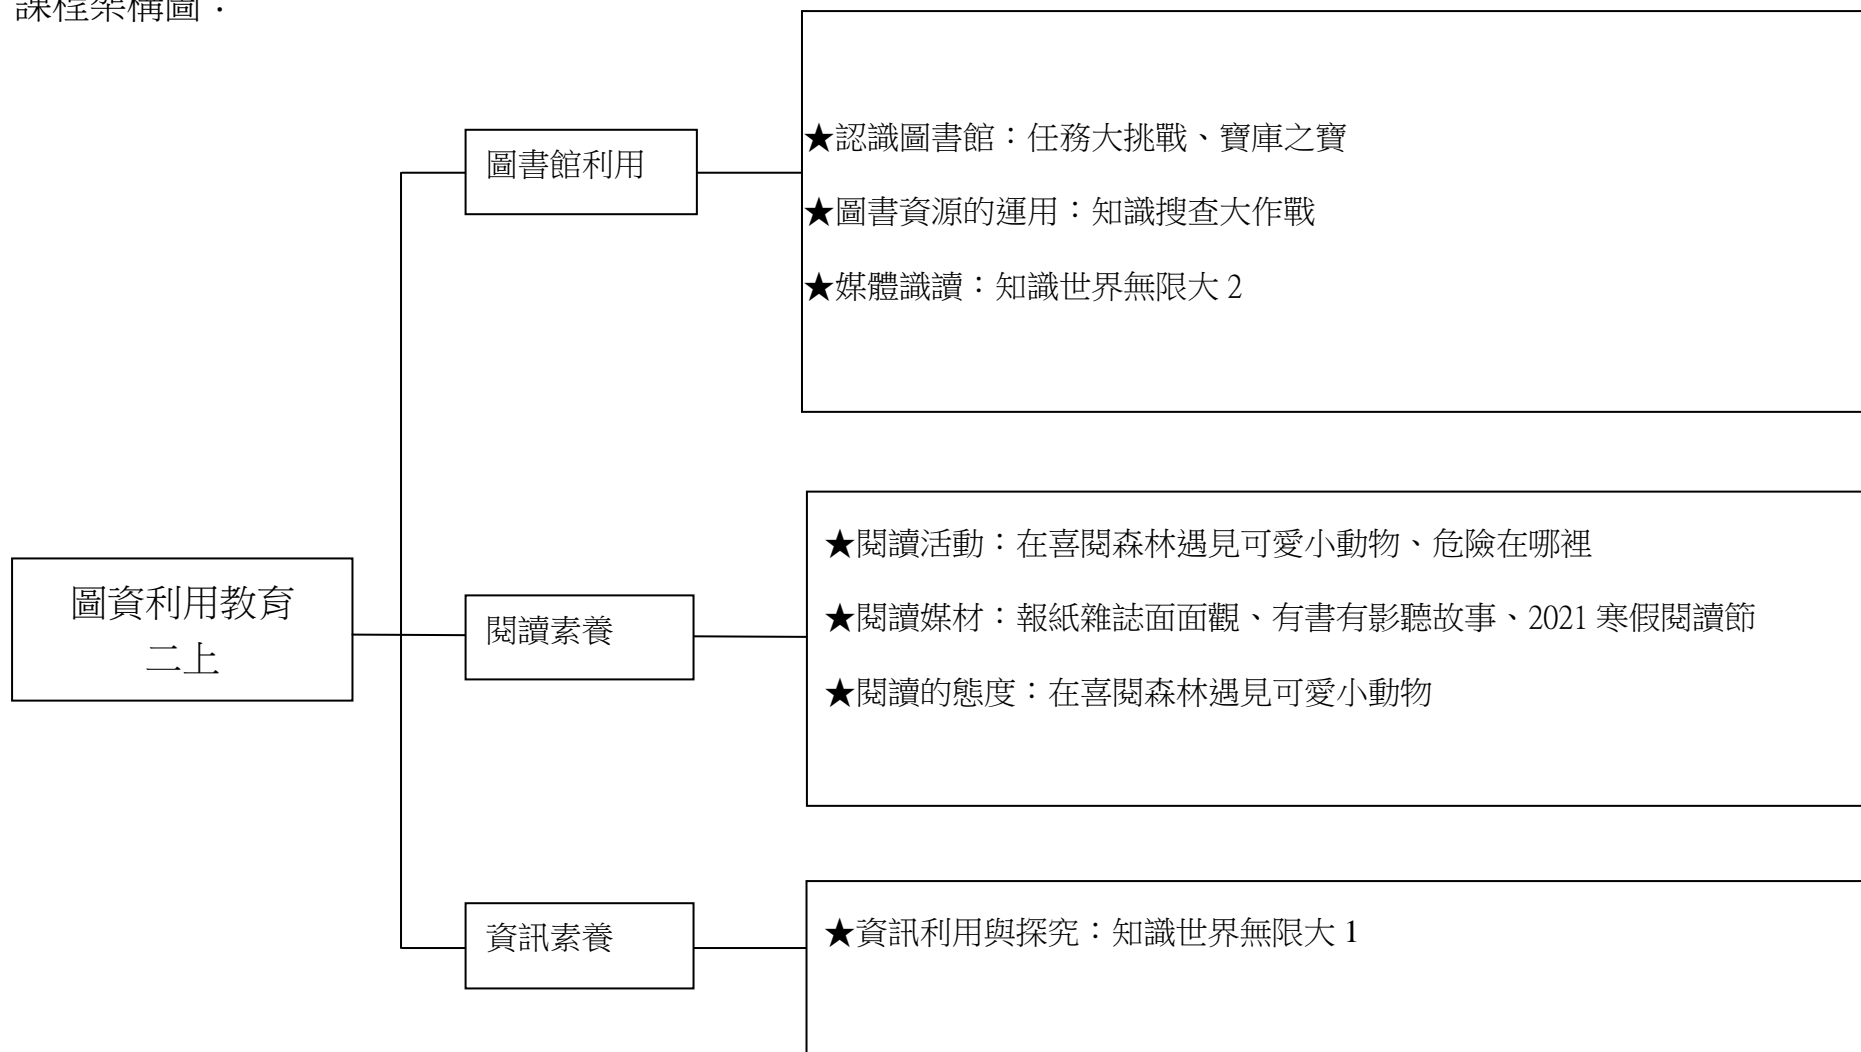 課程架構圖：
圖書館利用
★認識圖書館：任務大挑戰、寶庫之寶
★圖書資源的運用：知識搜查大作戰
★媒體識讀：知識世界無限大 2
圖資利用教育
二上
閱讀素養
★閱讀活動：在喜閱森林遇見可愛小動物、危險在哪裡
★閱讀媒材：報紙雜誌面面觀、有書有影聽故事、2021 寒假閱讀節
★閱讀的態度：在喜閱森林遇見可愛小動物
資訊素養
★資訊利用與探究：知識世界無限大 1